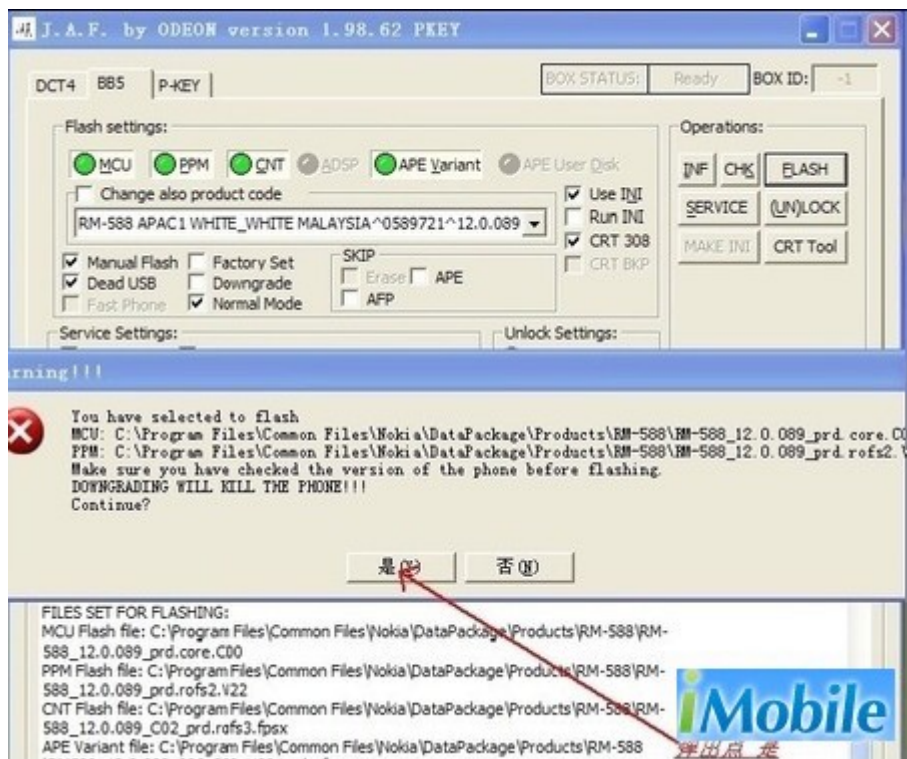 J.A.F. by ODEON version 1.98.62 PKEY
DCT4 BB5 P-KEY BOX STATUS: Ready BOX ID: -1
Flash settings: Operations:
MCU PPM CNT ADSP APE Variant APE User Disk INF CHK FLASH
Change also product code Use INI
RM-588 APAC1 WHITE_WHITE MALAYSIA^0589721^12.0.089 Run INI SERVICE (UN)LOCK
Manual Flash Factory Set SKIP CRT 308 MAKE INI CRT Tool
Dead USB Downgrade Erase APE CRT BKP
Fast Phone Normal Mode AFP
Service Settings: Unlock Settings:
rning!!!
You have selected to flash
MCU: C:\Program Files\Common Files\Nokia\DataPackage\Products\RM-588\RM-588_12.0.089_prd.core.C0
PPM: C:\Program Files\Common Files\Nokia\DataPackage\Products\RM-588\RM-588_12.0.089_prd.rofs2.V
Make sure you have checked the version of the phone before flashing.
DOWNGRADING WILL KILL THE PHONE!!!
Continue?
是(Y) 否(N)
FILES SET FOR FLASHING:
MCU Flash file: C:\Program Files\Common Files\Nokia\DataPackage\Products\RM-588\RM-
588_12.0.089_prd.core.C00
PPM Flash file: C:\Program Files\Common Files\Nokia\DataPackage\Products\RM-588\RM-
588_12.0.089_prd.rofs2.V22
CNT Flash file: C:\Program Files\Common Files\Nokia\DataPackage\Products\RM-588\RM-
588_12.0.089_C02_prd.rofs3.fpsx
APE Variant file: C:\Program Files\Common Files\Nokia\DataPackage\Products\RM-588
iMobile
弹出点 是